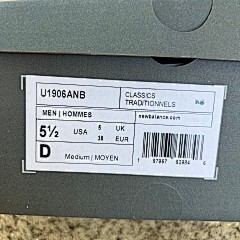 U1906ANB
CLASSICS
TRADITIONNELS
MEN | HOMMES
newbalance.com
5½ USA 5 UK
38 EUR
D Medium | MOYEN